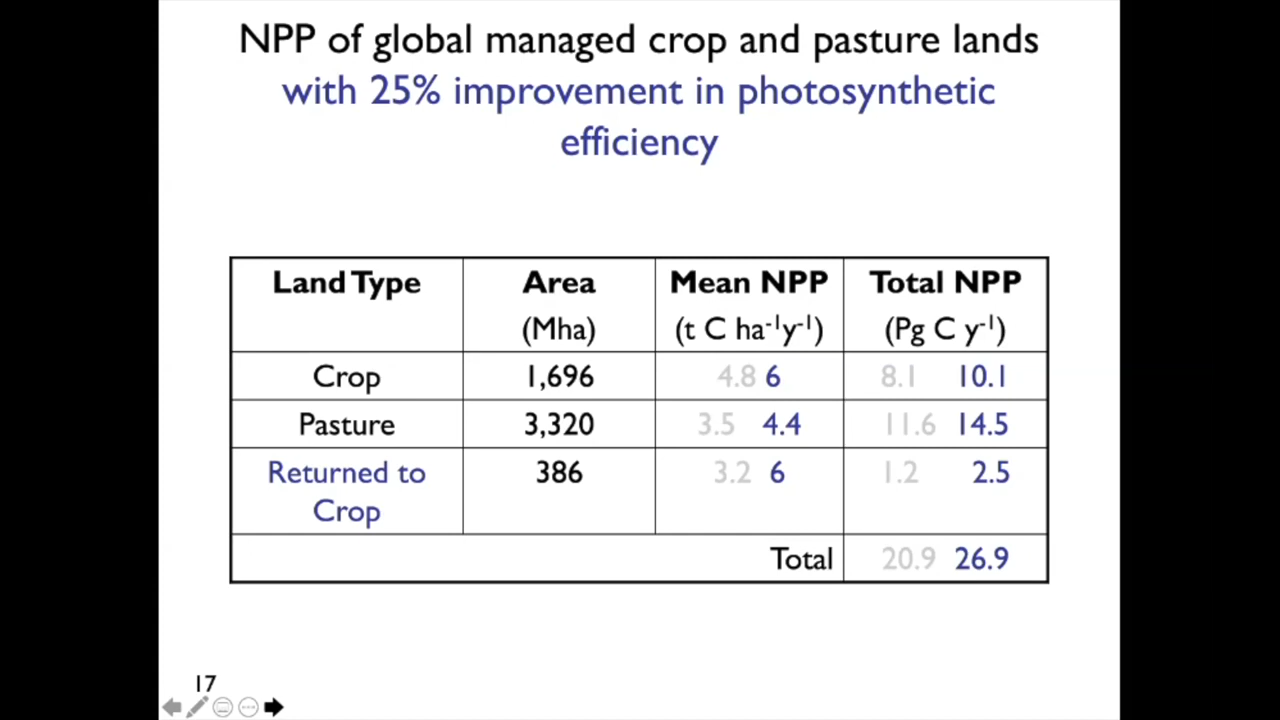 NPP of global managed crop and pasture lands
with 25% improvement in photosynthetic
efficiency
Land Type Area Mean NPP Total NPP
(Mha) (t C ha⁻¹y⁻¹) (Pg C y⁻¹)
Crop 1,696 4.8 6 8.1 10.1
Pasture 3,320 3.5 4.4 11.6 14.5
Returned to 386 3.2 6 1.2 2.5
Crop
Total 20.9 26.9
17